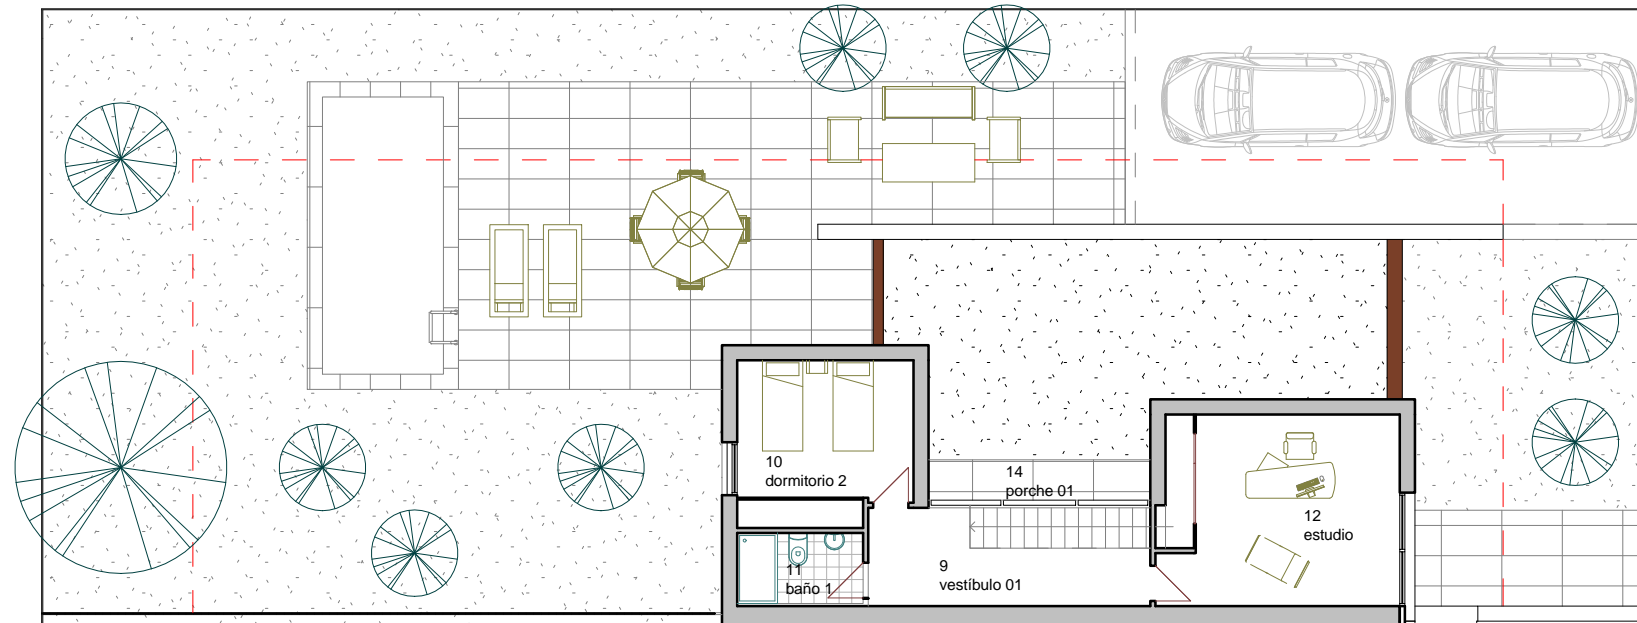 10
dormitorio 2
14
porche 01
12
estudio
9
vestíbulo 01
11
baño 1